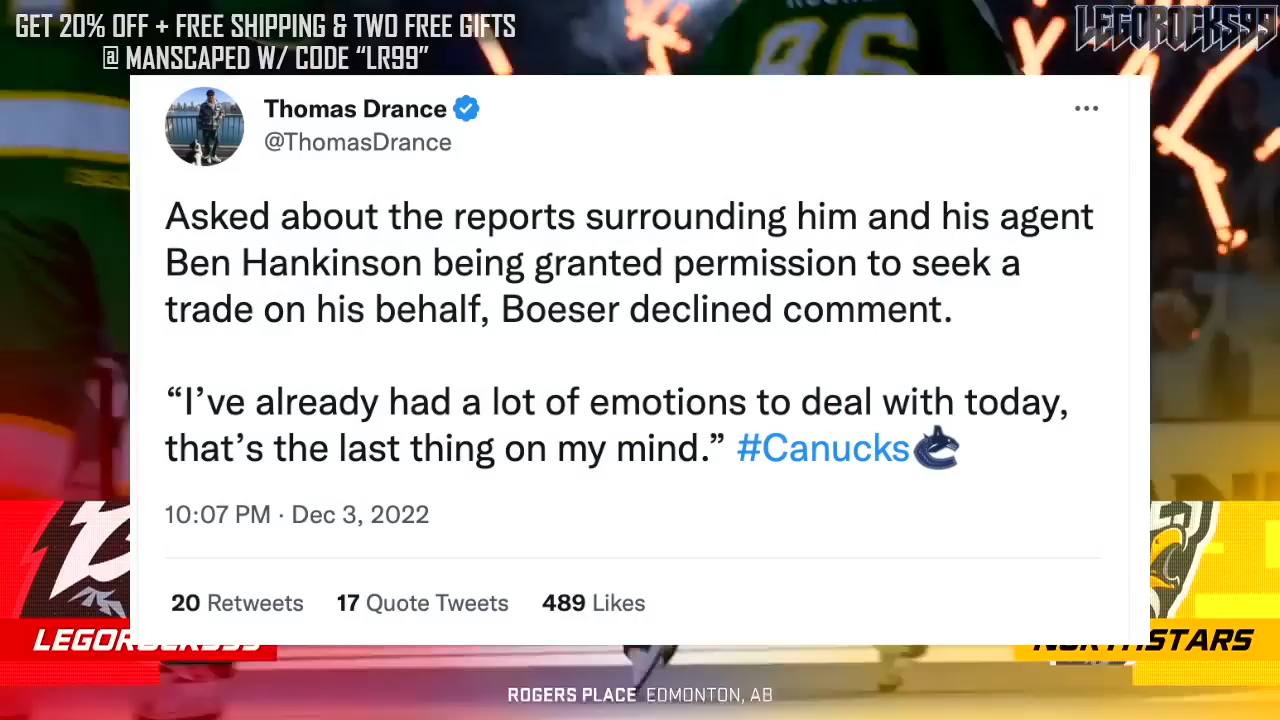 GET 20% OFF + FREE SHIPPING & TWO FREE GIFTS
@ MANSCAPED W/ CODE “LR99”
LEGOROCKS99
86
Thomas Drance
@ThomasDrance
Asked about the reports surrounding him and his agent
Ben Hankinson being granted permission to seek a
trade on his behalf, Boeser declined comment.
“I’ve already had a lot of emotions to deal with today,
that’s the last thing on my mind.” #Canucks
10:07 PM · Dec 3, 2022
20 Retweets 17 Quote Tweets 489 Likes
LEGOROCKS99
NORTHSTARS
ROGERS PLACE EDMONTON, AB